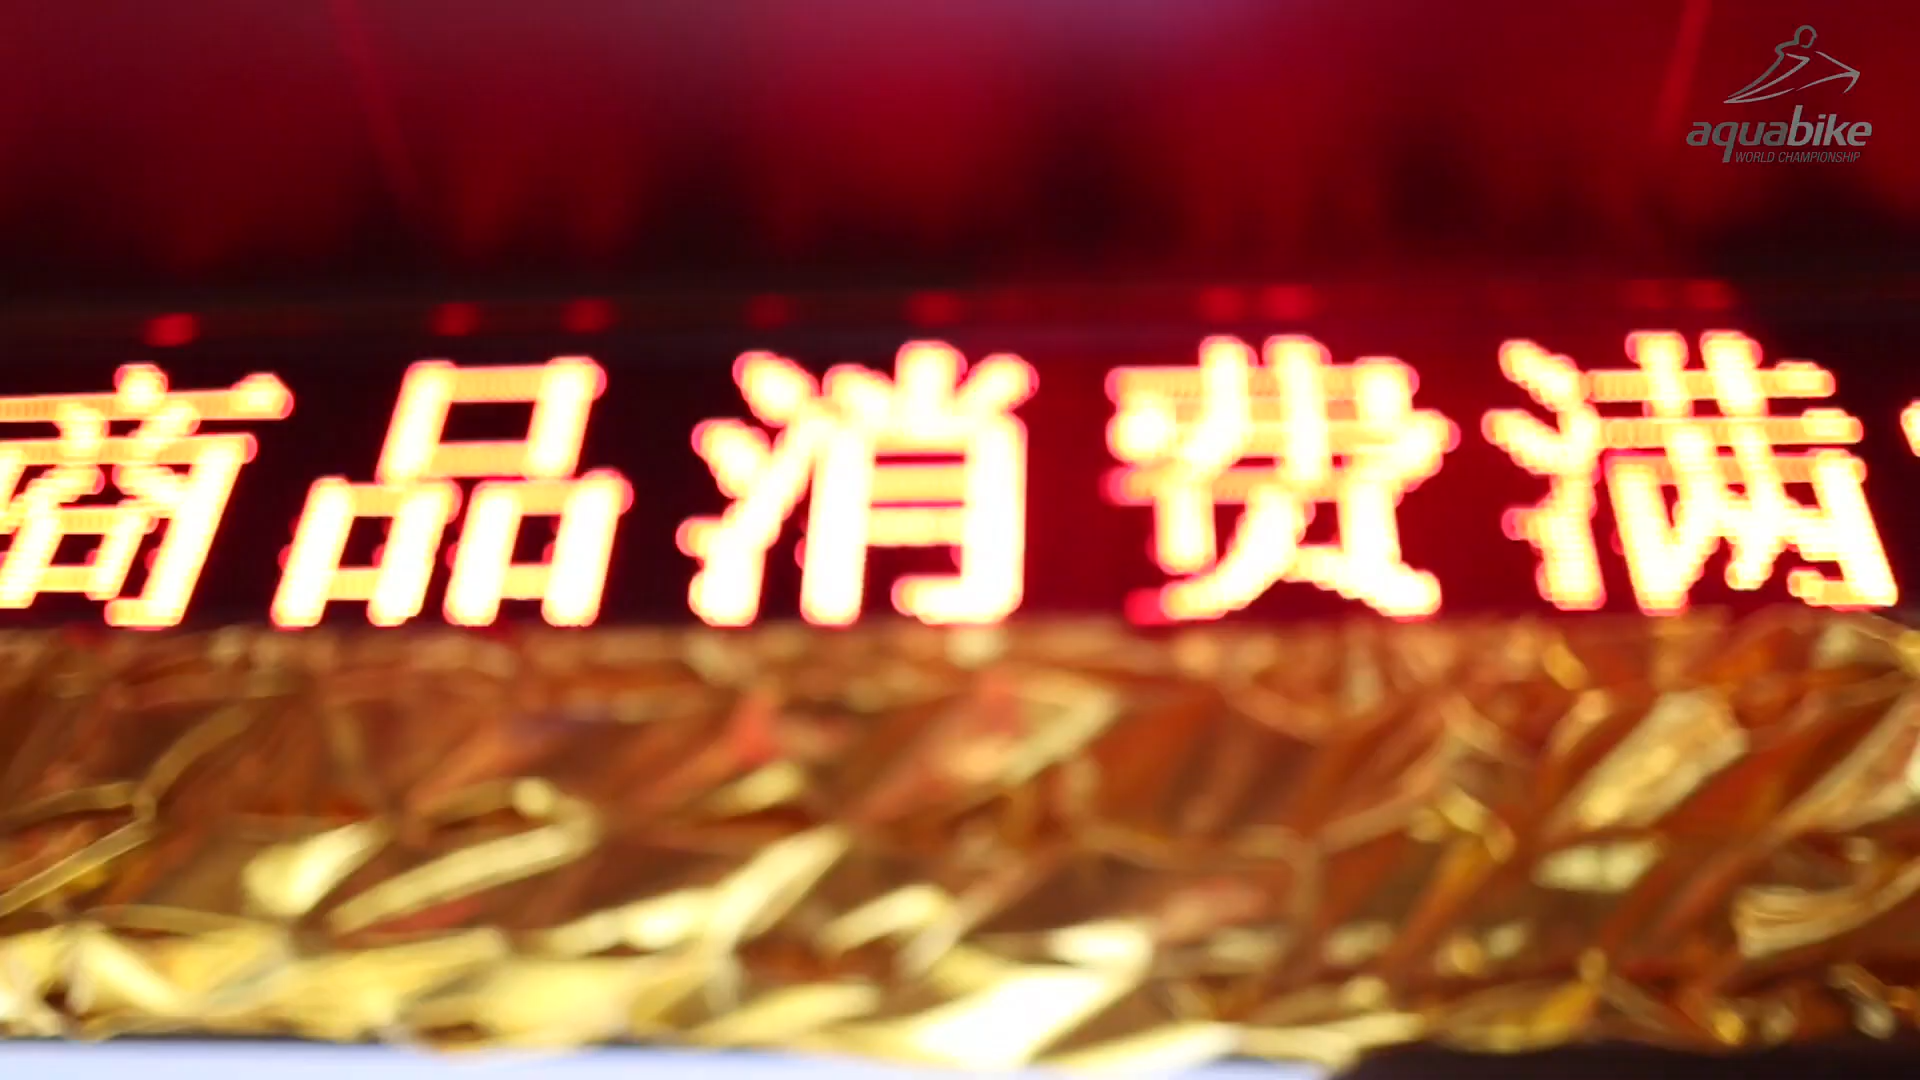 aquabike
WORLD CHAMPIONSHIP
商品消费满